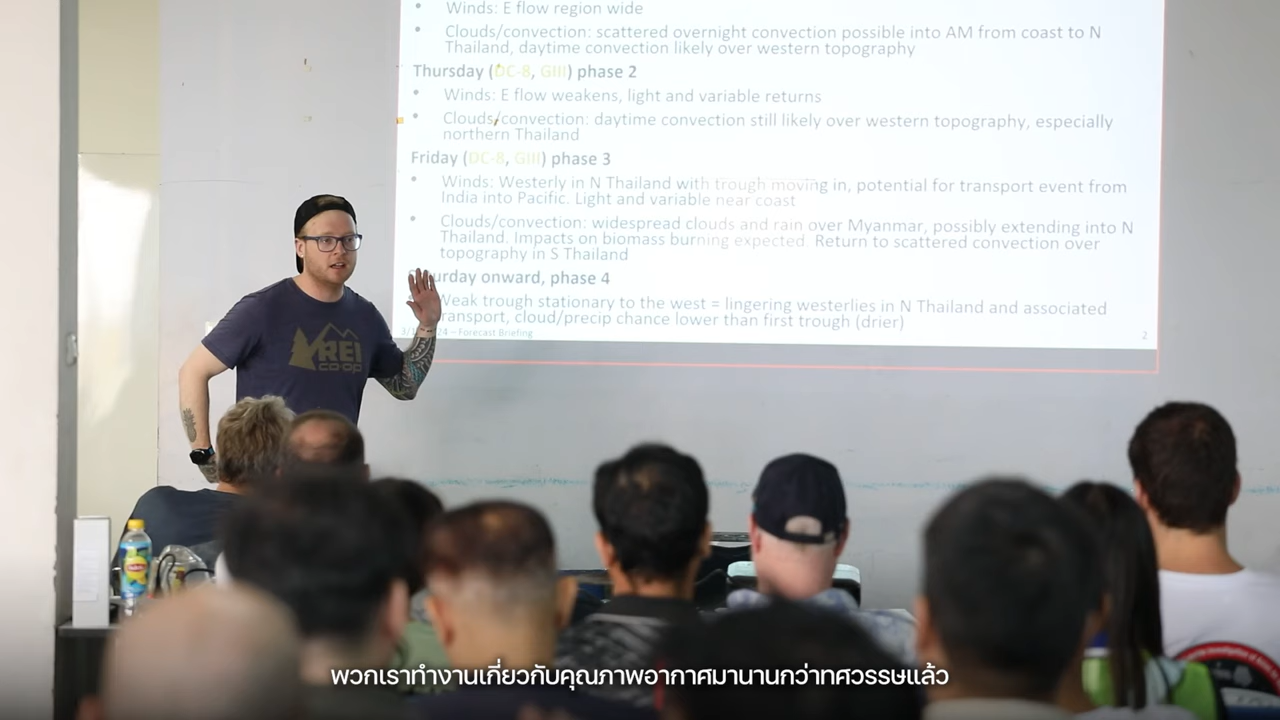 Winds: E flow region wide
Clouds/convection: scattered overnight convection possible into AM from coast to N
Thailand, daytime convection likely over western topography
Thursday (DC-8, GIII) phase 2
Winds: E flow weakens, light and variable returns
Clouds/convection: daytime convection still likely over western topography, especially
northern Thailand
Friday (DC-8, GIII) phase 3
Winds: Westerly in N Thailand with trough moving in, potential for transport event from
India into Pacific. Light and variable near coast
Clouds/convection: widespread clouds and rain over Myanmar, possibly extending into N
Thailand. Impacts on biomass burning expected. Return to scattered convection over
topography in S Thailand
urday onward, phase 4
Weak trough stationary to the west = lingering westerlies in N Thailand and associated
transport, cloud/precip chance lower than first trough (drier)
24 – Forecast Briefing
2
REI
co-op
พวกเราทำงานเกี่ยวกับคุณภาพอากาศมานานกว่าทศวรรษแล้ว